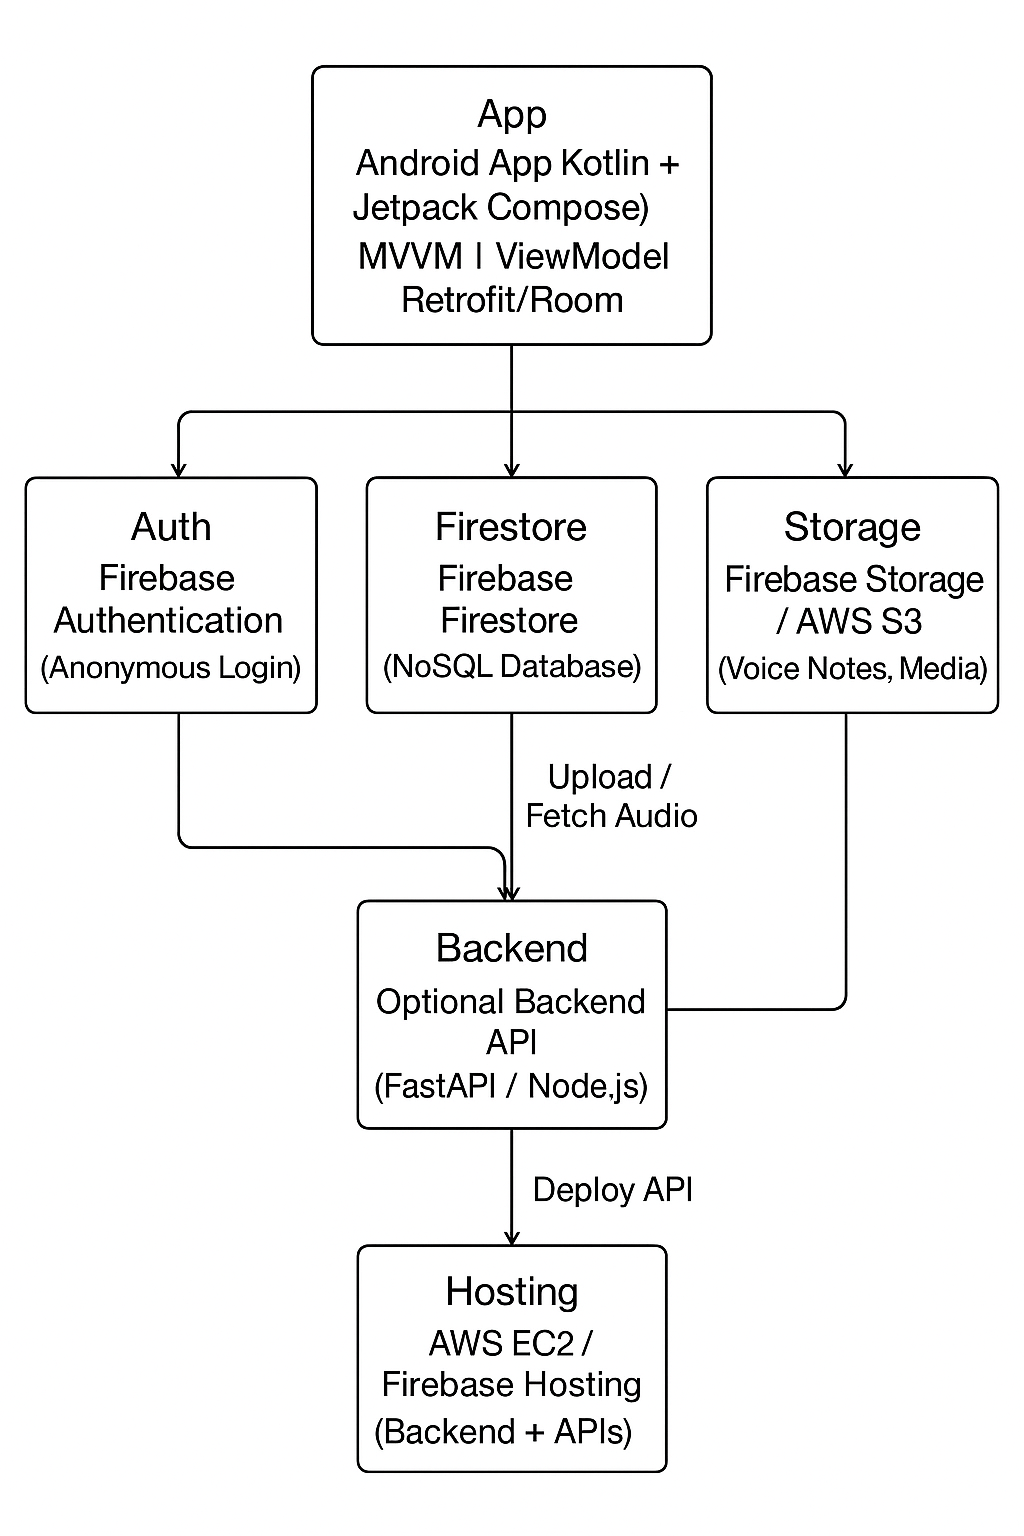 App
Android App Kotlin +
Jetpack Compose)
MVVM | ViewModel
Retrofit/Room
Auth
Firebase
Authentication
(Anonymous Login)
Firestore
Firebase
Firestore
(NoSQL Database)
Storage
Firebase Storage
/ AWS S3
(Voice Notes, Media)
Upload /
Fetch Audio
Backend
Optional Backend
API
(FastAPI / Node.js)
Deploy API
Hosting
AWS EC2 /
Firebase Hosting
(Backend + APIs)